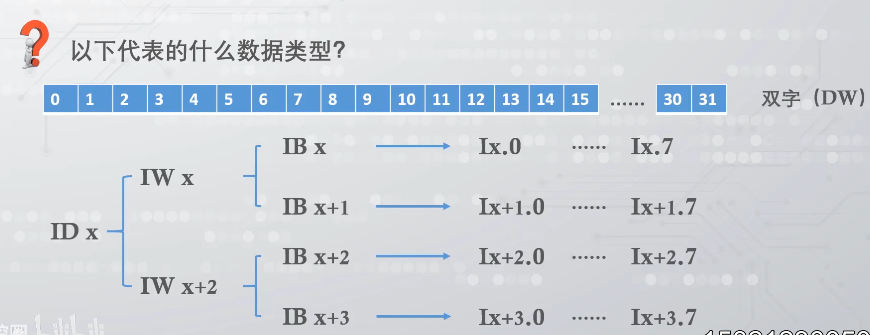 以下代表的什么数据类型?
0 1 2 3 4 5 6 7 8 9 10 11 12 13 14 15 ...... 30 31 双字（DW）
IB x Ix.0 ...... Ix.7
IW x
IB x+1 Ix+1.0 ...... Ix+1.7
ID x
IB x+2 Ix+2.0 ...... Ix+2.7
IW x+2
IB x+3 Ix+3.0 ...... Ix+3.7